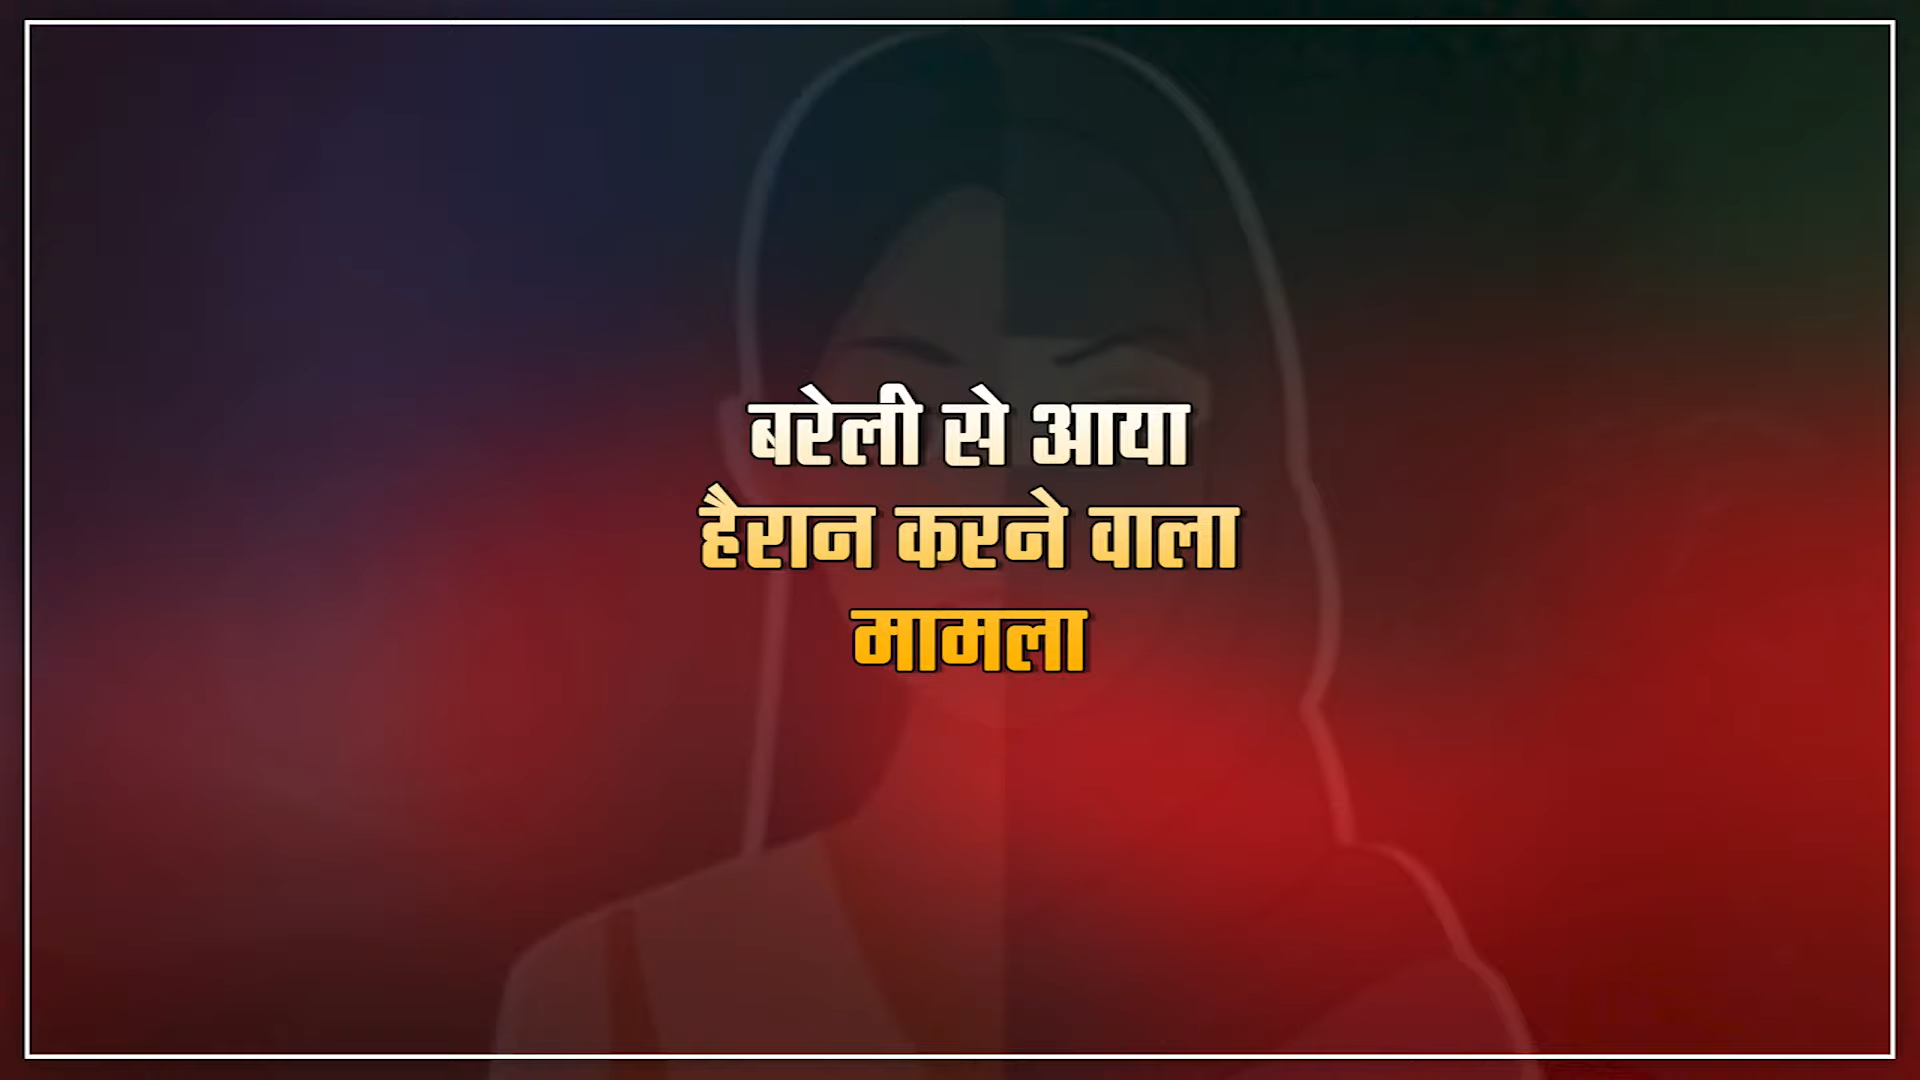 बरेली से आया
हैरान करने वाला
मामला